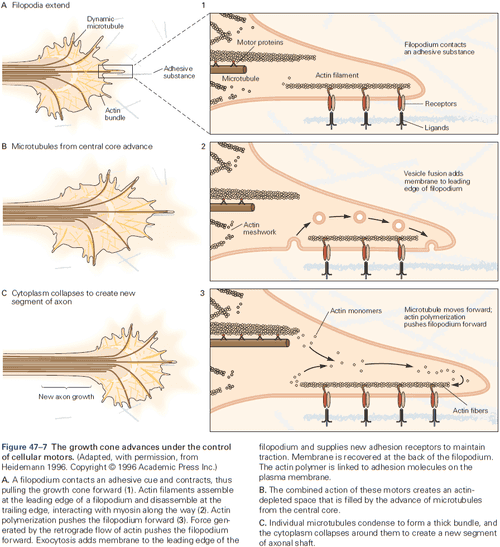 A Filopodia extend
Dynamic
microtubule
Adhesive
substance
Actin
bundle
B Microtubules from central core advance
C Cytoplasm collapses to create new
segment of axon
New axon growth
1
Motor proteins
Filopodium contacts
an adhesive substance
Microtubule
Actin filament
Receptors
Ligands
2
Vesicle fusion adds
membrane to leading
edge of filopodium
Actin
meshwork
3
Actin monomers
Microtubule moves forward;
actin polymerization
pushes filopodium forward
Actin fibers
Figure 47–7 The growth cone advances under the control
of cellular motors. (Adapted, with permission, from
Heidemann 1996. Copyright © 1996 Academic Press Inc.)
A. A filopodium contacts an adhesive cue and contracts, thus
pulling the growth cone forward (1). Actin filaments assemble
at the leading edge of a filopodium and disassemble at the
trailing edge, interacting with myosin along the way (2). Actin
polymerization pushes the filopodium forward (3). Force gen-
erated by the retrograde flow of actin pushes the filopodium
forward. Exocytosis adds membrane to the leading edge of the
filopodium and supplies new adhesion receptors to maintain
traction. Membrane is recovered at the back of the filopodium.
The actin polymer is linked to adhesion molecules on the
plasma membrane.
B. The combined action of these motors creates an actin-
depleted space that is filled by the advance of microtubules
from the central core.
C. Individual microtubules condense to form a thick bundle, and
the cytoplasm collapses around them to create a new segment
of axonal shaft.